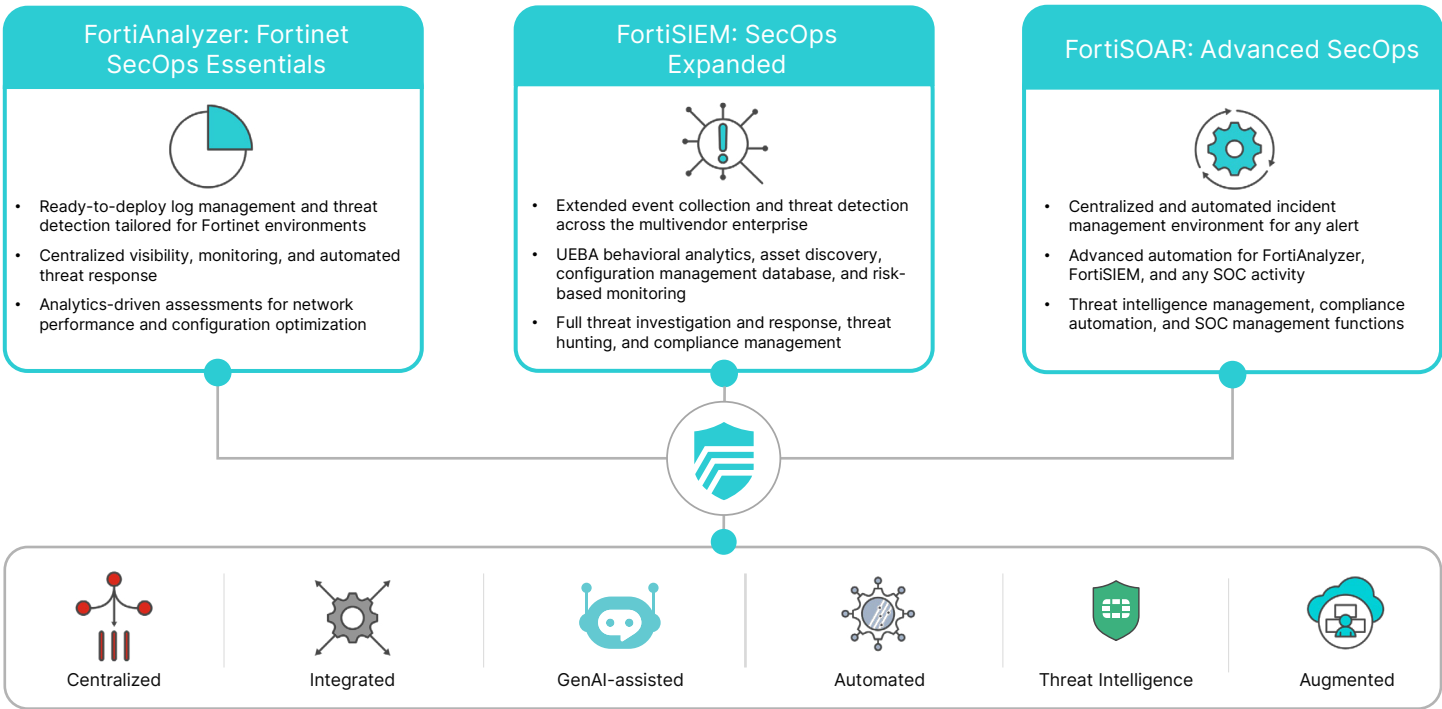 FortiAnalyzer: Fortinet
SecOps Essentials
• Ready-to-deploy log management and threat
detection tailored for Fortinet environments
• Centralized visibility, monitoring, and automated
threat response
• Analytics-driven assessments for network
performance and configuration optimization
FortiSIEM: SecOps
Expanded
• Extended event collection and threat detection
across the multivendor enterprise
• UEBA behavioral analytics, asset discovery,
configuration management database, and risk-
based monitoring
• Full threat investigation and response, threat
hunting, and compliance management
FortiSOAR: Advanced SecOps
• Centralized and automated incident
management environment for any alert
• Advanced automation for FortiAnalyzer,
FortiSIEM, and any SOC activity
• Threat intelligence management, compliance
automation, and SOC management functions
Centralized
Integrated
GenAI-assisted
Automated
Threat Intelligence
Augmented